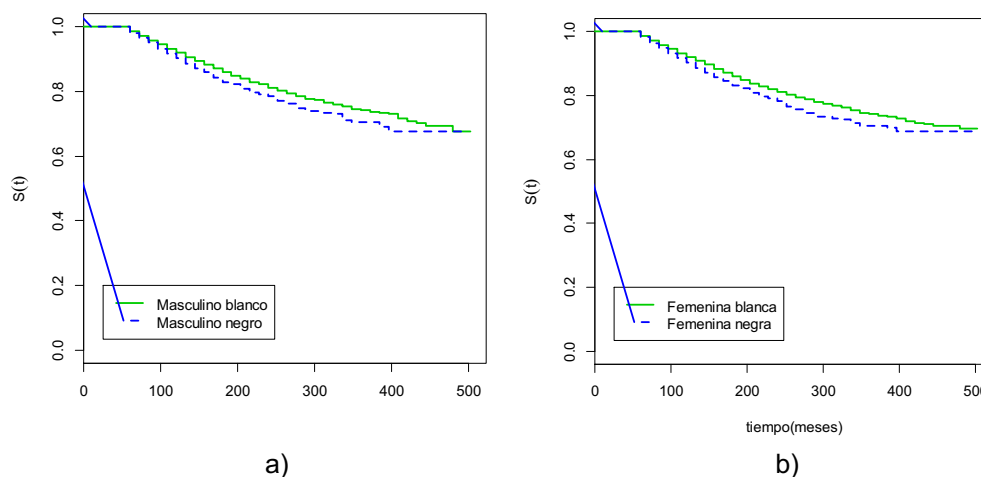 S(t)
1.0
0.8
0.6
0.4
0.2
0.0
Masculino blanco
Masculino negro
0 100 200 300 400 500
a)
S(t)
1.0
0.8
0.6
0.4
0.2
0.0
Femenina blanca
Femenina negra
0 100 200 300 400 500
tiempo(meses)
b)